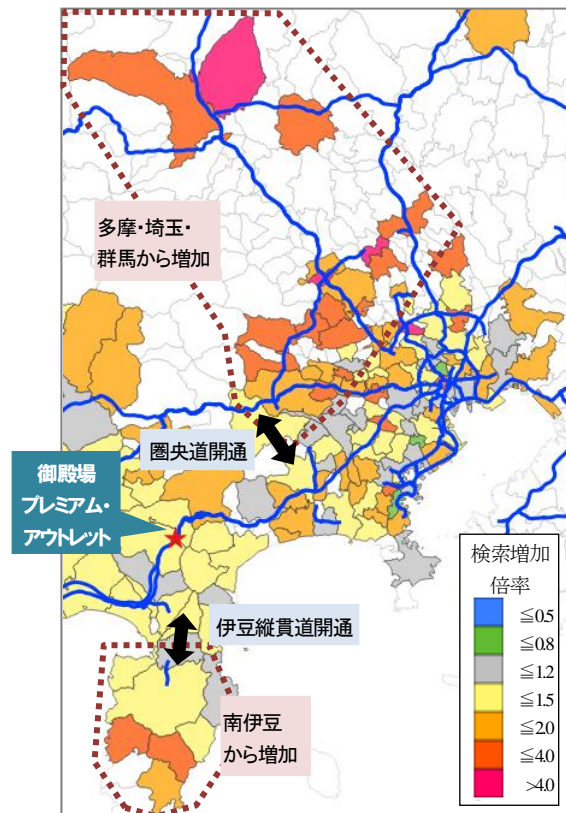 多摩・埼玉・
群馬から増加
圏央道開通
御殿場
プレミアム・
アウトレット
伊豆縦貫道開通
南伊豆
から増加
検索増加
倍率
≦0.5
≦0.8
≦1.2
≦1.5
≦2.0
≦4.0
>4.0